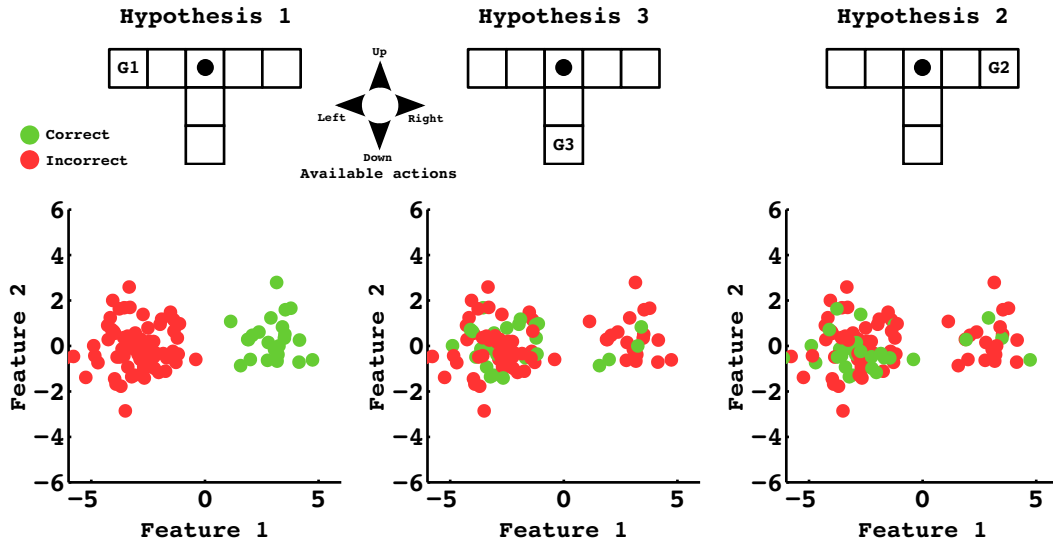 Hypothesis 1
Hypothesis 3
Hypothesis 2
G1
Up
Left
Right
Down
Available actions
G3
G2
Correct
Incorrect
6
4
2
0
−2
−4
−6
Feature 2
−5
0
5
Feature 1
6
4
2
0
−2
−4
−6
Feature 2
−5
0
5
Feature 1
6
4
2
0
−2
−4
−6
Feature 2
−5
0
5
Feature 1